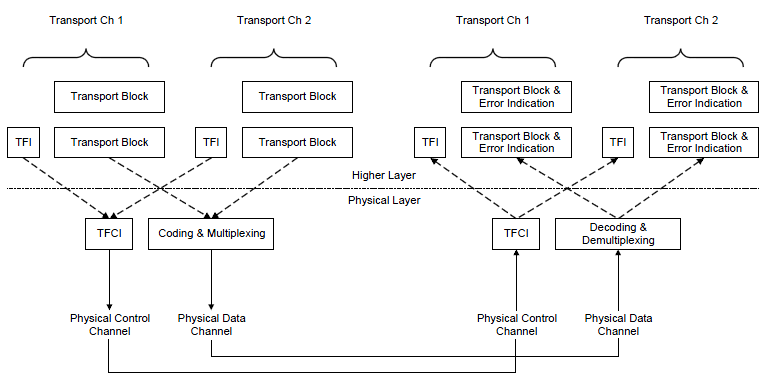 Transport Ch 1
Transport Ch 2
Transport Ch 1
Transport Ch 2
Transport Block
Transport Block
Transport Block &
Error Indication
Transport Block &
Error Indication
TFI
Transport Block
TFI
Transport Block
TFI
Transport Block &
Error Indication
TFI
Transport Block &
Error Indication
Higher Layer
Physical Layer
TFCI
Coding & Multiplexing
TFCI
Decoding &
Demultiplexing
Physical Control
Channel
Physical Data
Channel
Physical Control
Channel
Physical Data
Channel